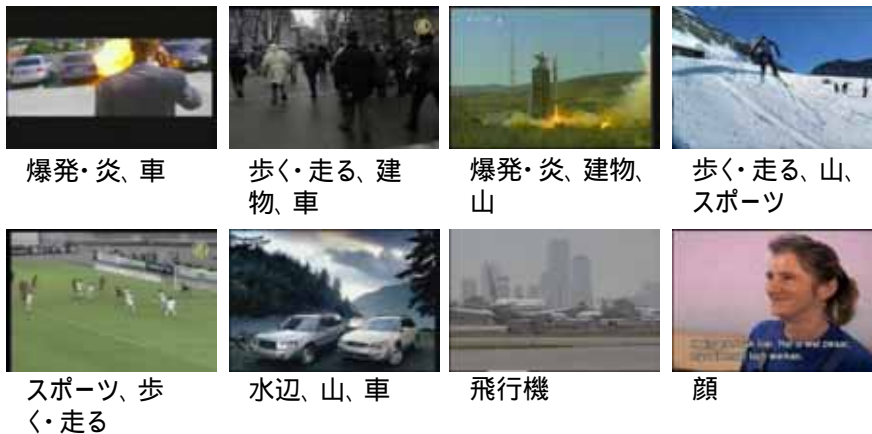 爆発・炎、車
歩く・走る、建
物、車
爆発・炎、建物、
山
歩く・走る、山、
スポーツ
スポーツ、歩
く・走る
水辺、山、車
飛行機
顔